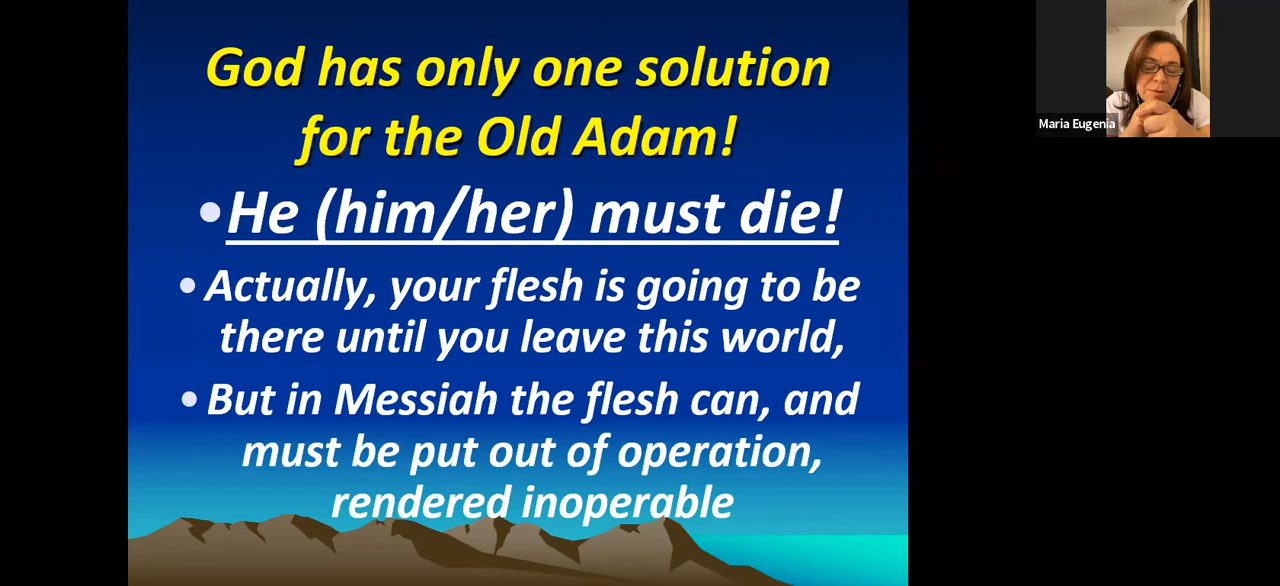 God has only one solution
for the Old Adam!
•He (him/her) must die!
• Actually, your flesh is going to be
there until you leave this world,
• But in Messiah the flesh can, and
must be put out of operation,
rendered inoperable
Maria Eugenia